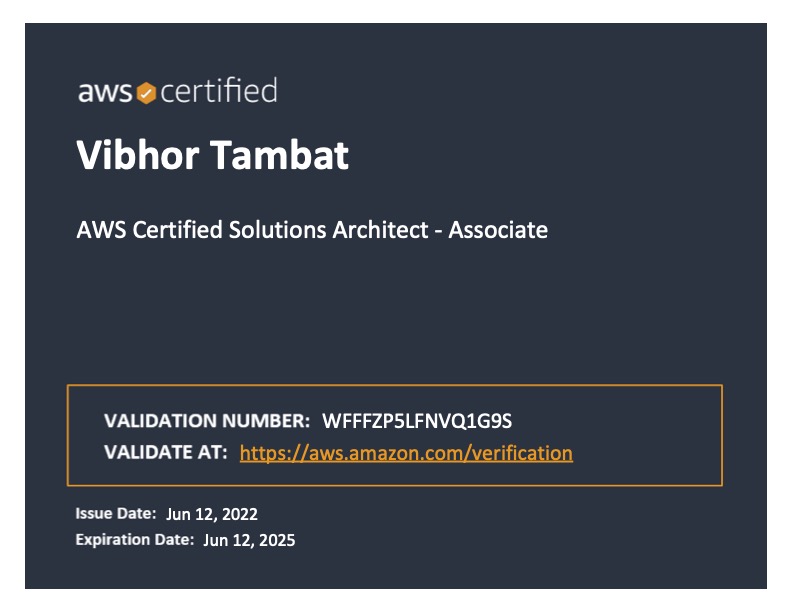 aws certified
Vibhor Tambat
AWS Certified Solutions Architect - Associate
VALIDATION NUMBER: WFFFZP5LFNVQ1G9S
VALIDATE AT: https://aws.amazon.com/verification
Issue Date: Jun 12, 2022
Expiration Date: Jun 12, 2025